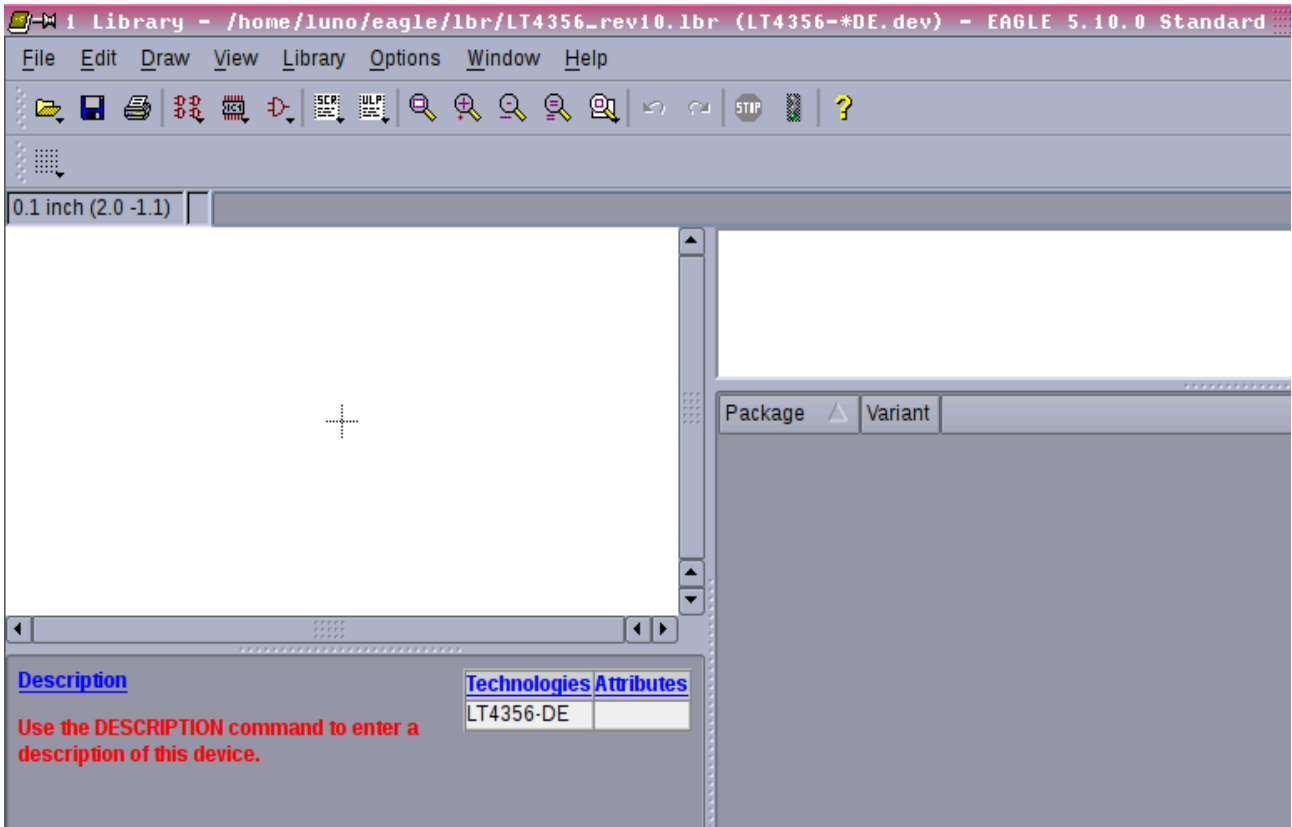 1 Library - /home/luno/eagle/lbr/LT4356_rev10.lbr (LT4356-*DE.dev) - EAGLE 5.10.0 Standard
File Edit Draw View Library Options Window Help
IC1 SCR ULP STOP ?
0.1 inch (2.0 -1.1)
Package Variant
Description
Use the DESCRIPTION command to enter a
description of this device.
Technologies Attributes
LT4356-DE